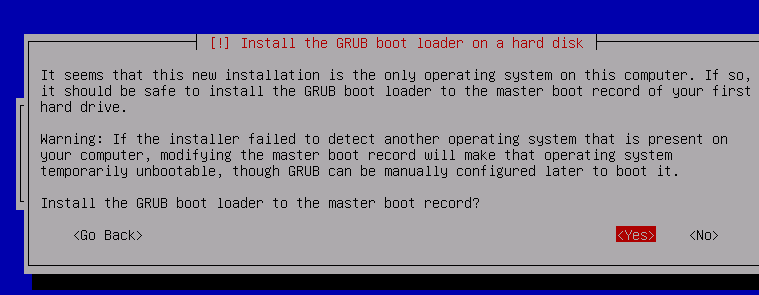 [!] Install the GRUB boot loader on a hard disk
It seems that this new installation is the only operating system on this computer. If so,
it should be safe to install the GRUB boot loader to the master boot record of your first
hard drive.
Warning: If the installer failed to detect another operating system that is present on
your computer, modifying the master boot record will make that operating system
temporarily unbootable, though GRUB can be manually configured later to boot it.
Install the GRUB boot loader to the master boot record?
<Go Back> <Yes> <No>